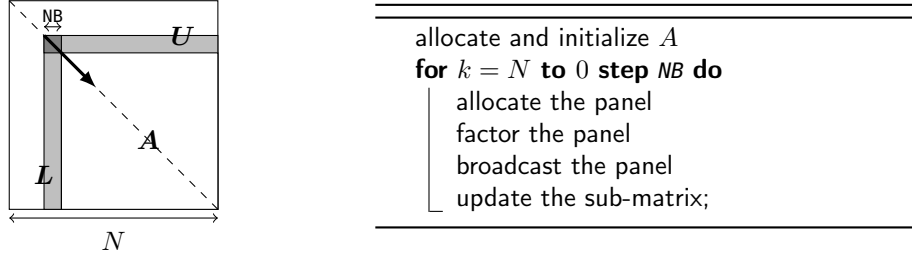 NB
U
A
L
N
allocate and initialize A
for k = N to 0 step NB do
allocate the panel
factor the panel
broadcast the panel
update the sub-matrix;